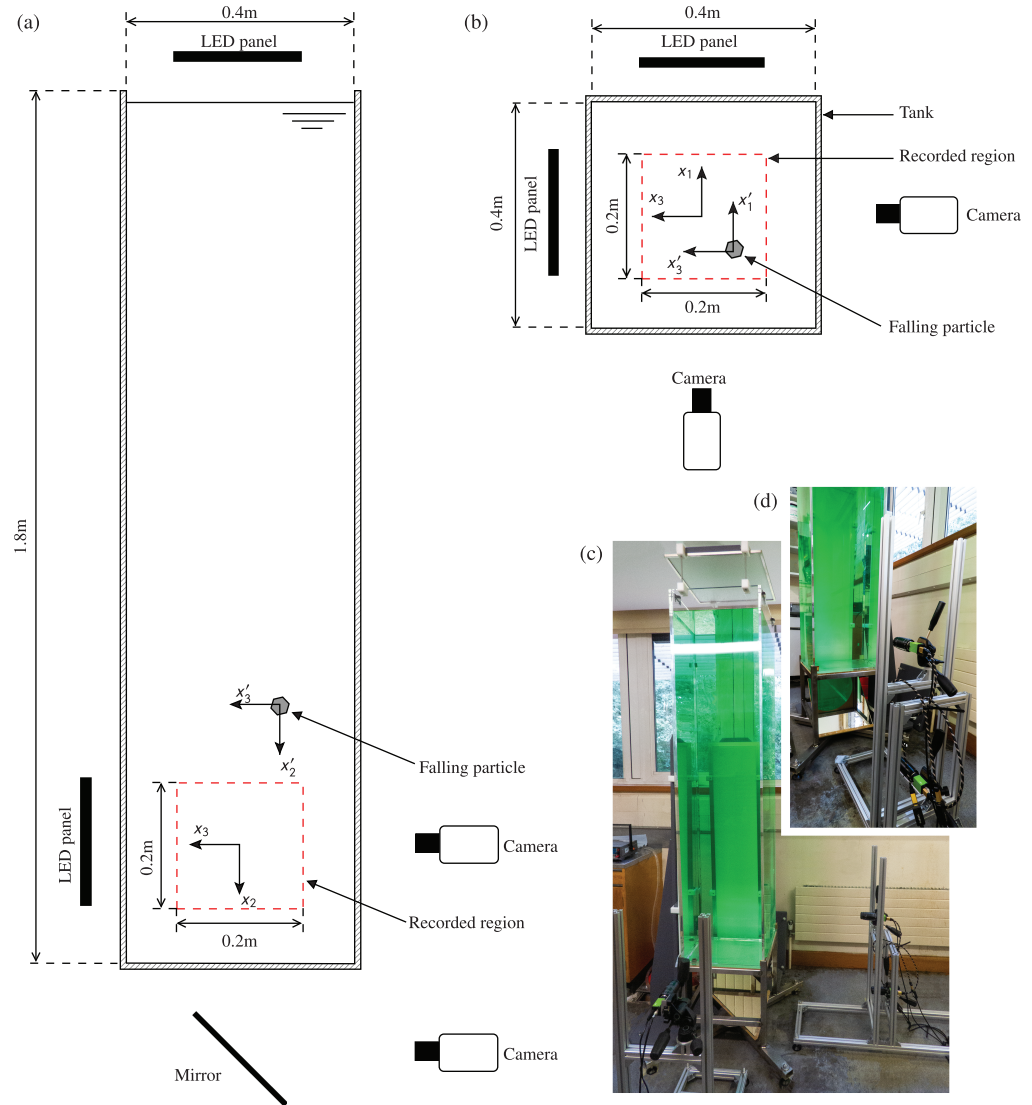 (a)
0.4m
LED panel
1.8m
x′3
x′2
Falling particle
LED panel
0.2m
x3
x2
Camera
Recorded region
0.2m
Mirror
Camera
(b)
0.4m
LED panel
Tank
Recorded region
0.4m
LED panel
0.2m
x1
x3
x′1
x′3
Camera
0.2m
Falling particle
Camera
(c)
(d)